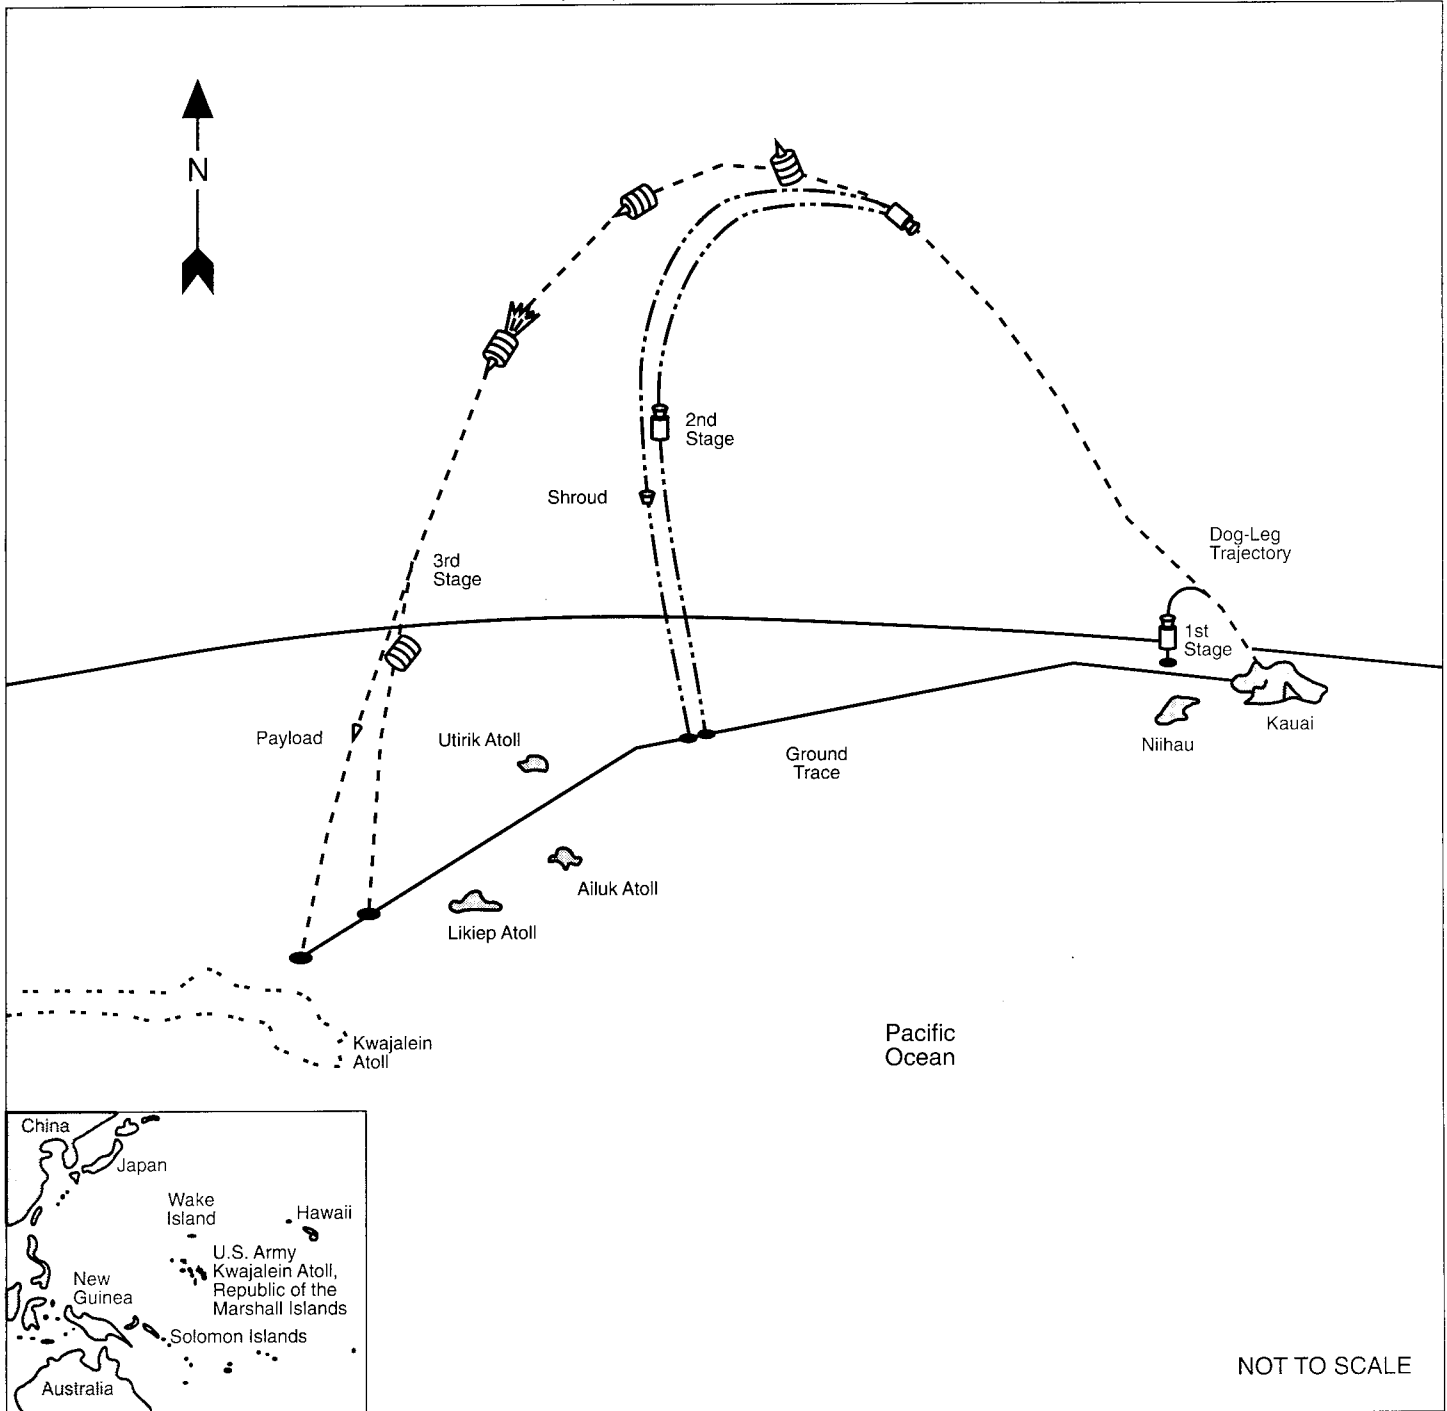 N
2nd
Stage
Shroud
Dog-Leg
Trajectory
3rd
Stage
1st
Stage
Kauai
Niihau
Payload
Utirik Atoll
Ground
Trace
Ailuk Atoll
Likiep Atoll
Kwajalein
Atoll
Pacific
Ocean
China
Japan
Wake
Island
Hawaii
U.S. Army
Kwajalein Atoll,
Republic of the
Marshall Islands
New
Guinea
Solomon Islands
Australia
NOT TO SCALE